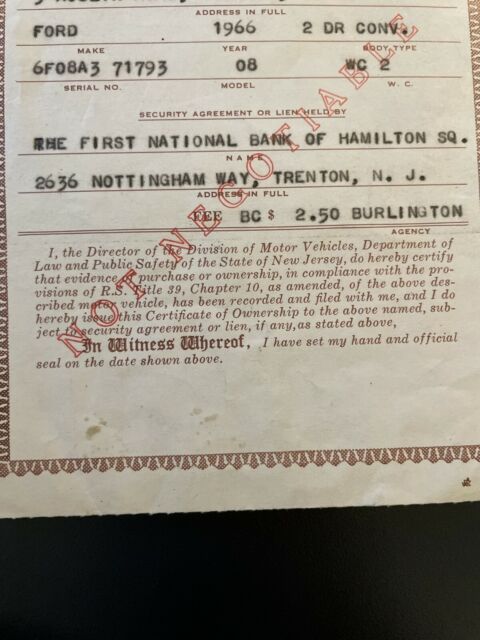 ADDRESS IN FULL
FORD 1966 2 DR CONV.
MAKE YEAR BODY TYPE
6F08A3 71793 08 WC 2
SERIAL NO. MODEL W. C.
SECURITY AGREEMENT OR LIEN HELD BY
THE FIRST NATIONAL BANK OF HAMILTON SQ.
NAME
2636 NOTTINGHAM WAY, TRENTON, N. J.
ADDRESS IN FULL
FEE BC $ 2.50 BURLINGTON
AGENCY
I, the Director of the Division of Motor Vehicles, Department of
Law and Public Safety of the State of New Jersey, do hereby certify
that evidence of purchase or ownership, in compliance with the pro-
visions of R.S. Title 39, Chapter 10, as amended, of the above des-
cribed motor vehicle, has been recorded and filed with me, and I do
hereby issue this Certificate of Ownership to the above named, sub-
ject to security agreement or lien, if any, as stated above,
In Witness Whereof, I have set my hand and official
seal on the date shown above.
NOT NEGOTIABLE